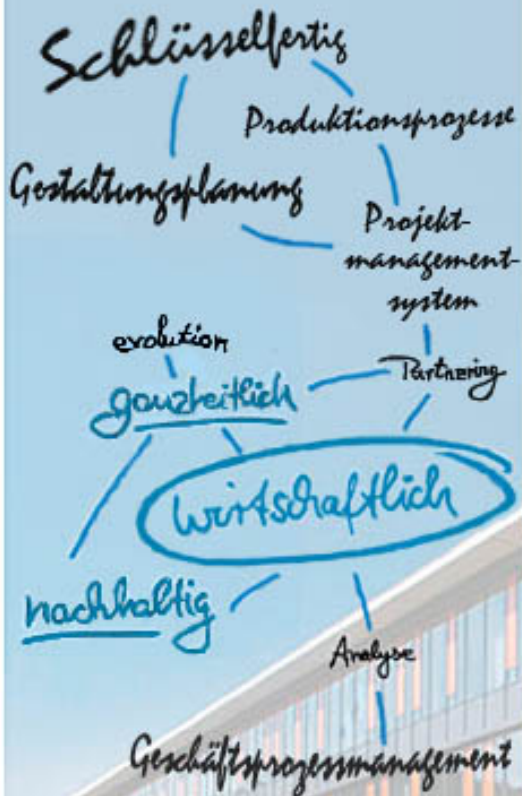 Schlüsselfertig
Produktionsprozesse
Gestaltungsplanung
Projekt-
management-
system
evolution
Partnering
ganzheitlich
wirtschaftlich
nachhaltig
Analyse
Geschäftsprozessmanagement